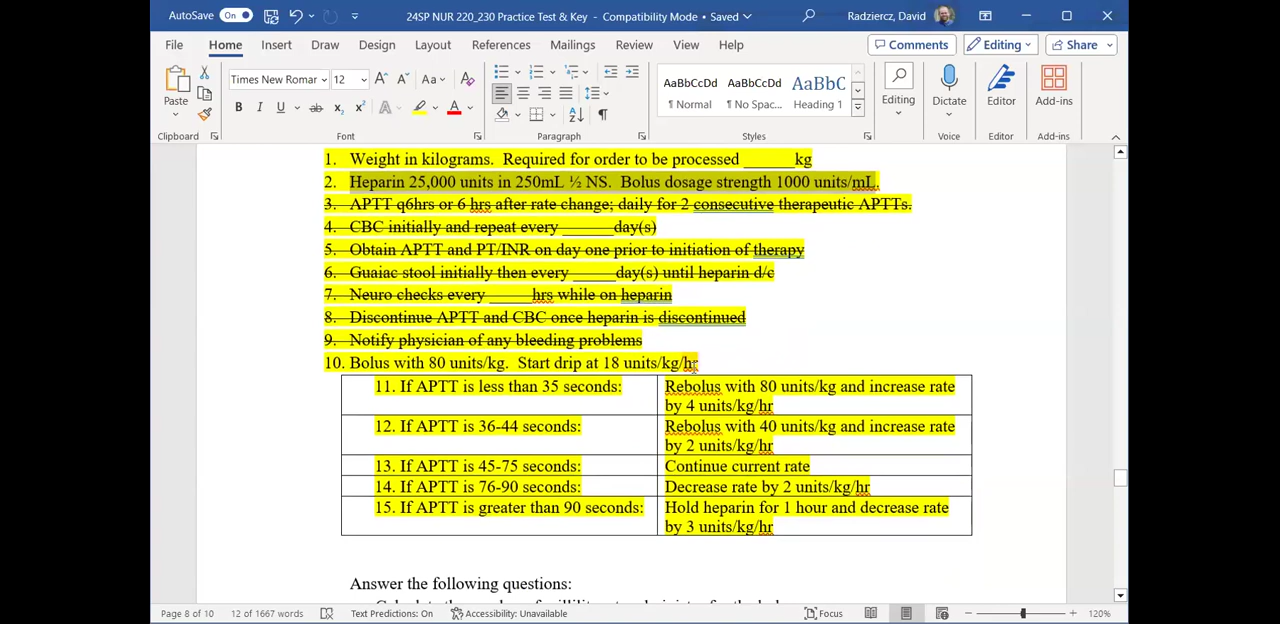 AutoSave On 24SP NUR 220_230 Practice Test & Key - Compatibility Mode • Saved Radziercz, David
File Home Insert Draw Design Layout References Mailings Review View Help Comments Editing Share
Times New Romar 12 A A Aa A
AaBbCcDd AaBbCcDd AaBbC
Paste B I U ab x₂ x² A A
¶ Normal ¶ No Spac... Heading 1 Editing Dictate Editor Add-ins
Clipboard Font Paragraph Styles Voice Editor Add-ins
1. Weight in kilograms. Required for order to be processed ______kg
2. Heparin 25,000 units in 250mL ½ NS. Bolus dosage strength 1000 units/mL.
3. APTT q6hrs or 6 hrs after rate change; daily for 2 consecutive therapeutic APTTs.
4. CBC initially and repeat every ______day(s)
5. Obtain APTT and PT/INR on day one prior to initiation of therapy
6. Guaiac stool initially then every _____day(s) until heparin d/c
7. Neuro checks every _____hrs while on heparin
8. Discontinue APTT and CBC once heparin is discontinued
9. Notify physician of any bleeding problems
10. Bolus with 80 units/kg. Start drip at 18 units/kg/hr
11. If APTT is less than 35 seconds: Rebolus with 80 units/kg and increase rate
by 4 units/kg/hr
12. If APTT is 36-44 seconds: Rebolus with 40 units/kg and increase rate
by 2 units/kg/hr
13. If APTT is 45-75 seconds: Continue current rate
14. If APTT is 76-90 seconds: Decrease rate by 2 units/kg/hr
15. If APTT is greater than 90 seconds: Hold heparin for 1 hour and decrease rate
by 3 units/kg/hr
Answer the following questions:
Page 8 of 10 12 of 1667 words Text Predictions: On Accessibility: Unavailable Focus 120%